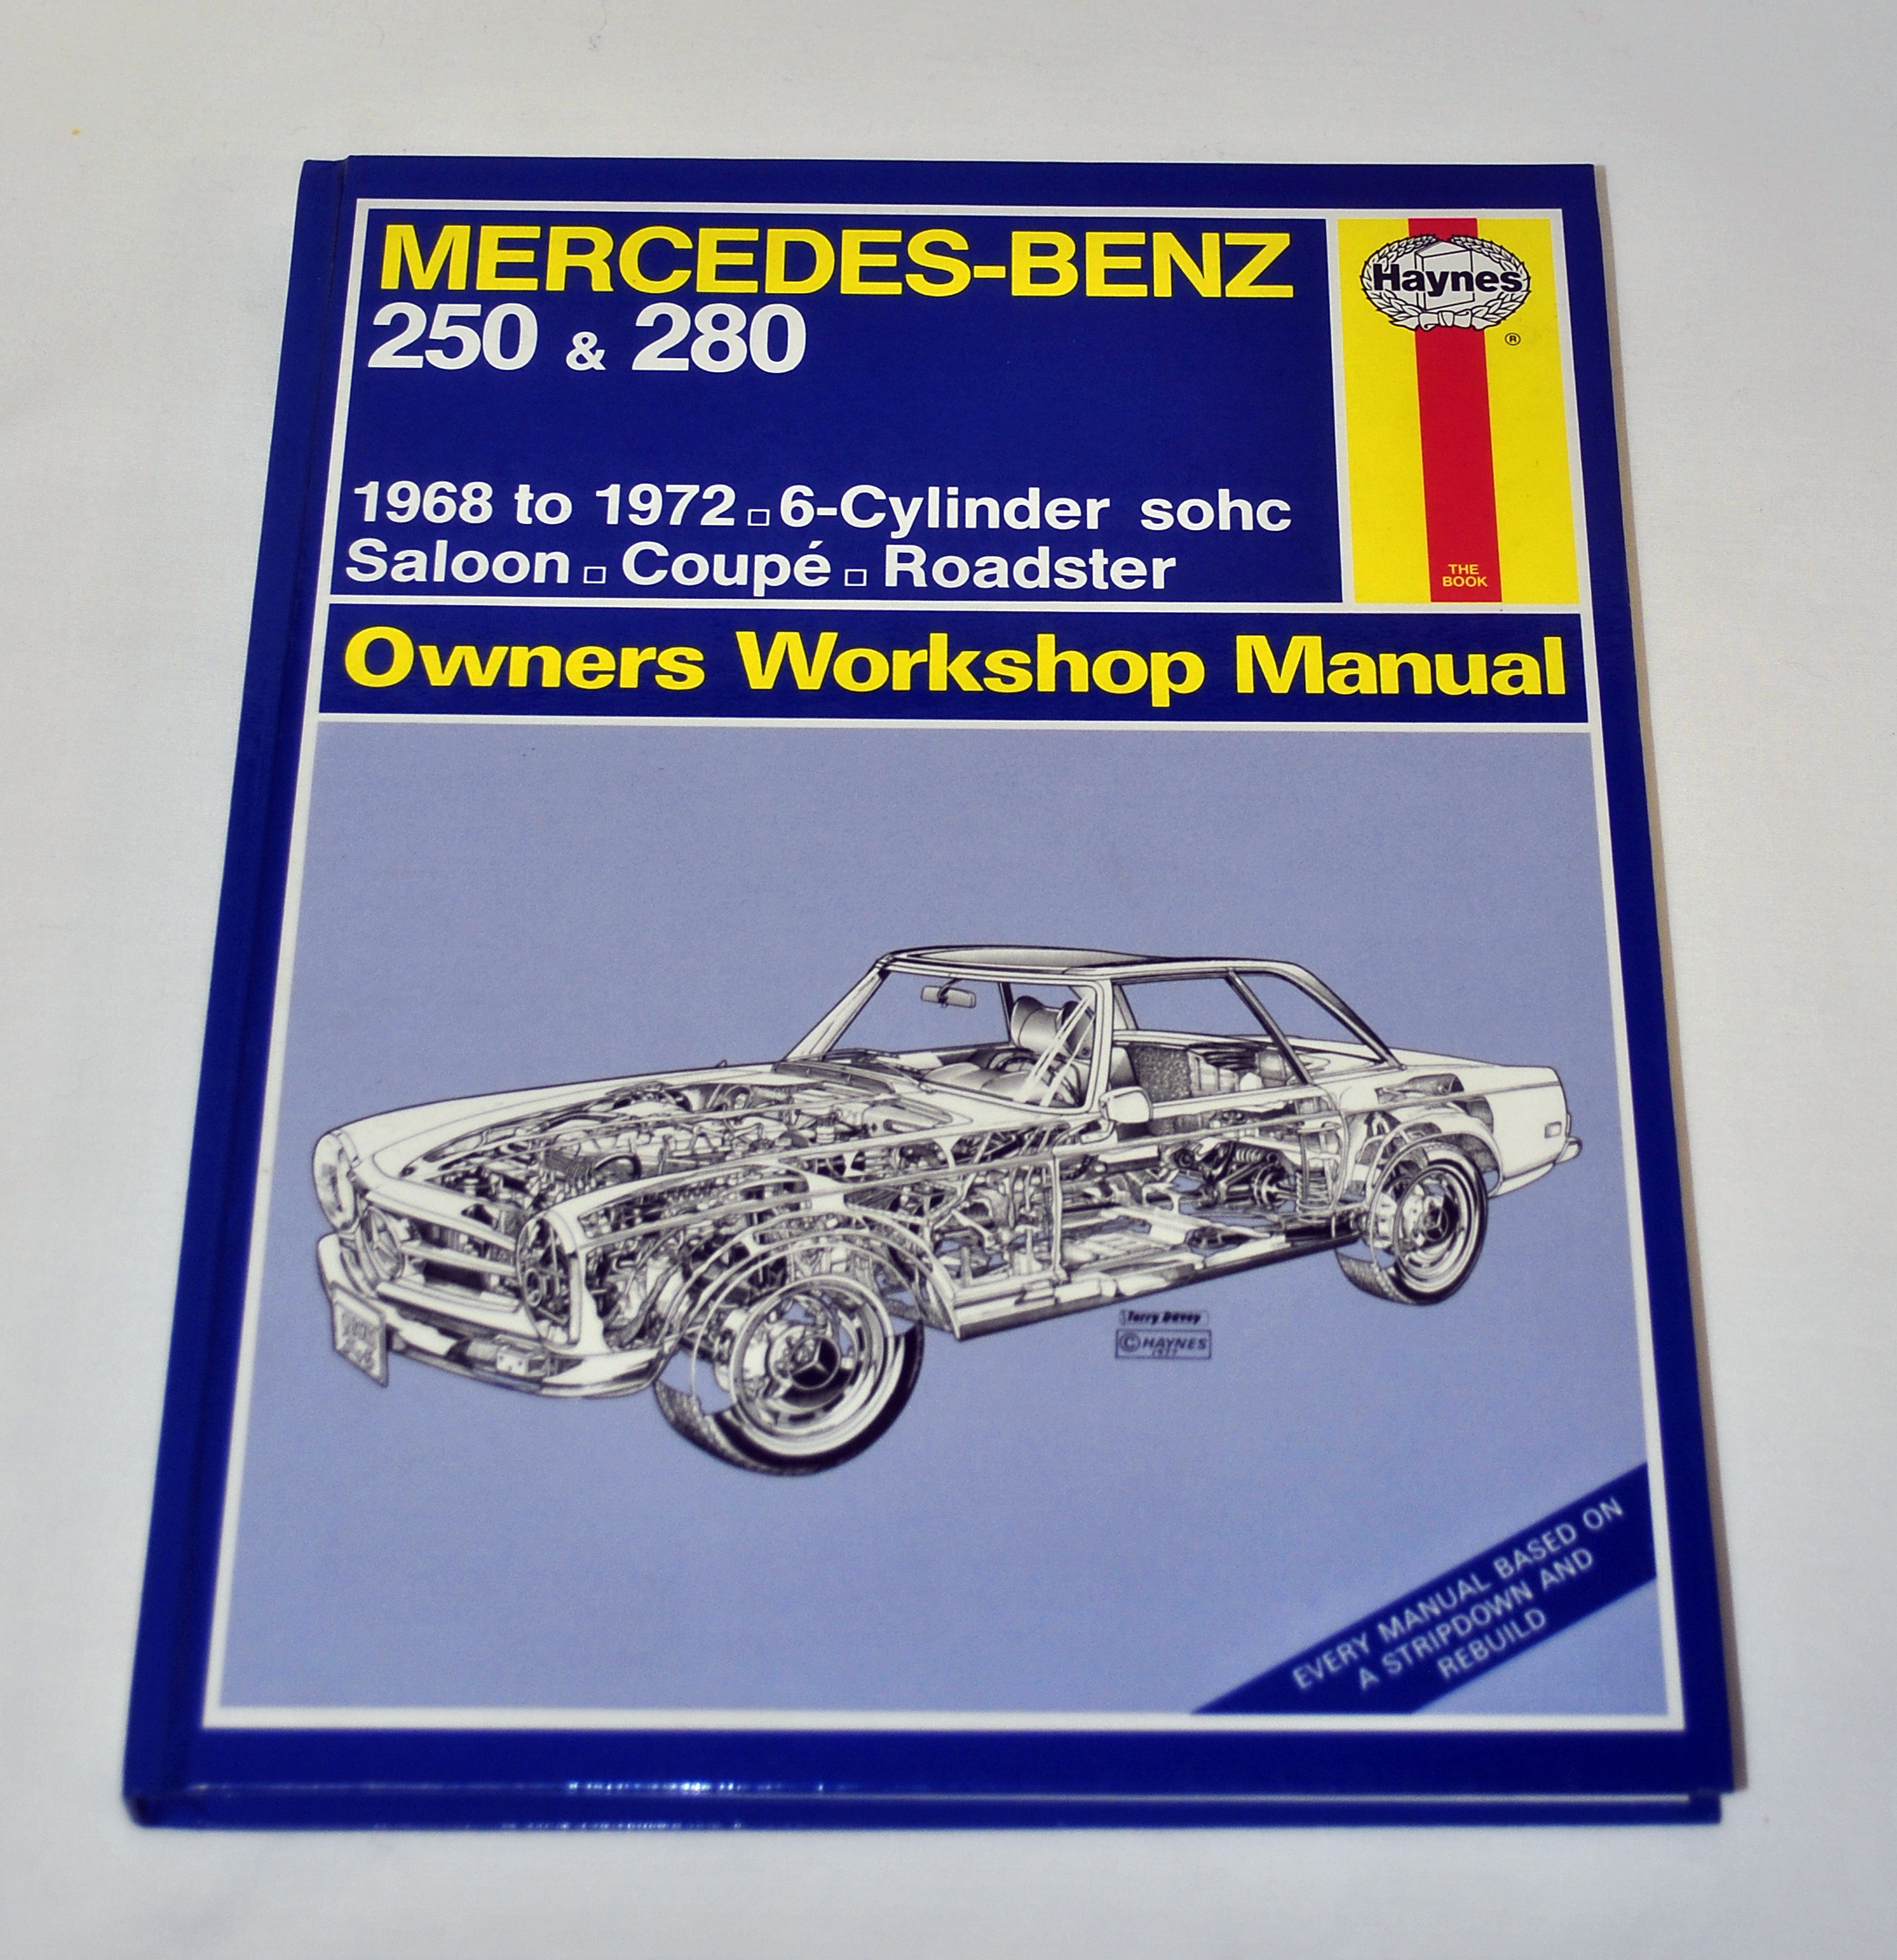 MERCEDES-BENZ
250 & 280
1968 to 1972 □ 6-Cylinder sohc
Saloon □ Coupé □ Roadster
Haynes
®
THE
BOOK
Owners Workshop Manual
Terry Davey
© HAYNES
EVERY MANUAL BASED ON
A STRIPDOWN AND
REBUILD